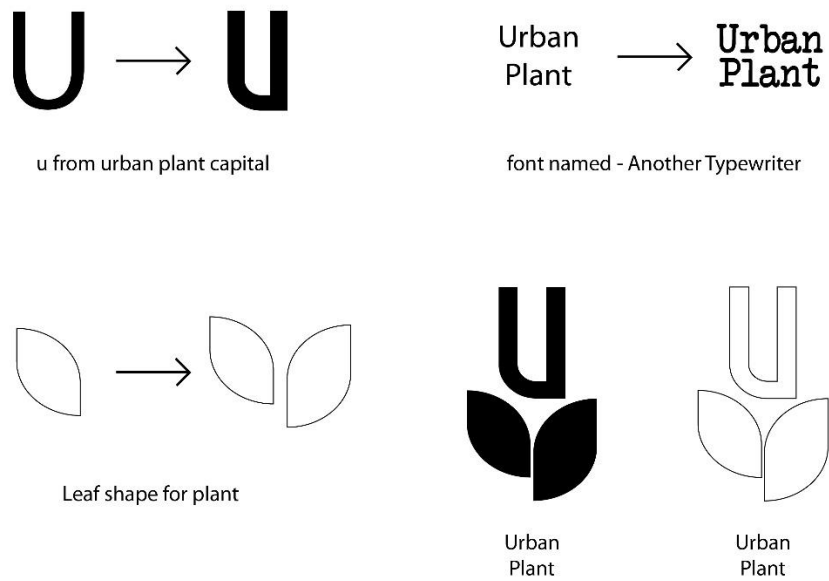 U
u
Urban
Plant
Urban
Plant
u from urban plant capital
font named - Another Typewriter
u
u
Leaf shape for plant
Urban
Plant
Urban
Plant